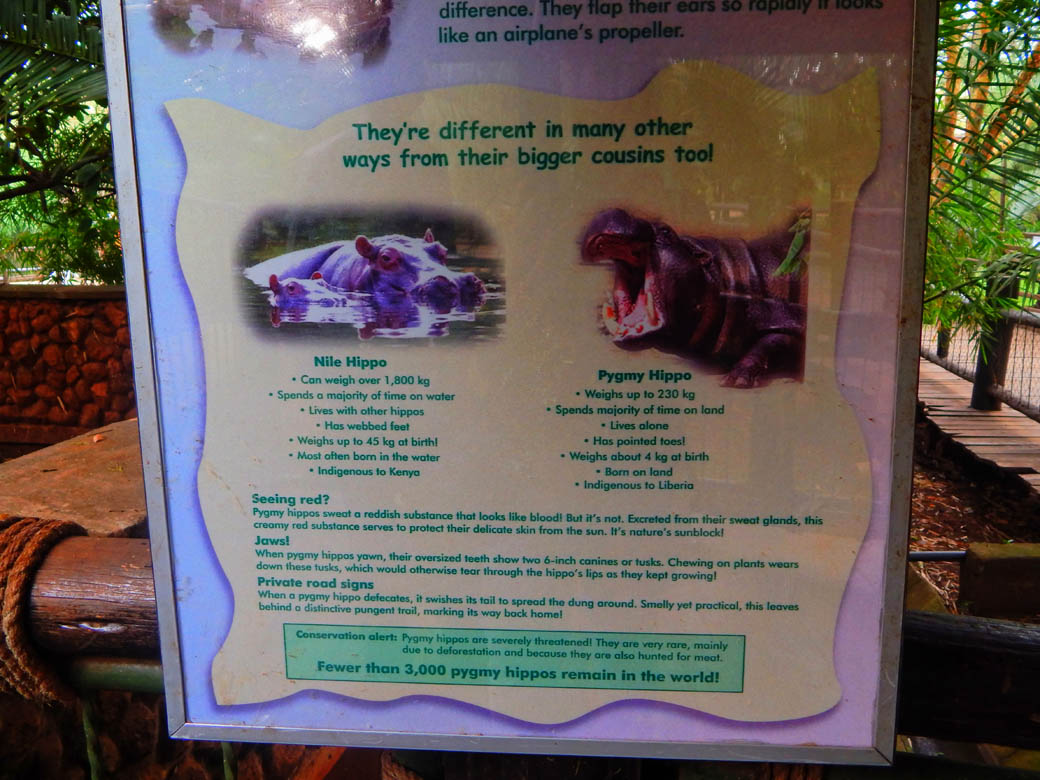 difference. They flap their ears so rapidly it looks
like an airplane's propeller.
They're different in many other
ways from their bigger cousins too!
Nile Hippo
• Can weigh over 1,800 kg
• Spends a majority of time on water
• Lives with other hippos
• Has webbed feet
• Weighs up to 45 kg at birth!
• Most often born in the water
• Indigenous to Kenya
Pygmy Hippo
• Weighs up to 230 kg
• Spends majority of time on land
• Lives alone
• Has pointed toes!
• Weighs about 4 kg at birth
• Born on land
• Indigenous to Liberia
Seeing red?
Pygmy hippos sweat a reddish substance that looks like blood! But it's not. Excreted from their sweat glands, this
creamy red substance serves to protect their delicate skin from the sun. It's nature's sunblock!
Jaws!
When pygmy hippos yawn, their oversized teeth show two 6-inch canines or tusks. Chewing on plants wears
down these tusks, which would otherwise tear through the hippo's lips as they kept growing!
Private road signs
When a pygmy hippo defecates, it swishes its tail to spread the dung around. Smelly yet practical, this leaves
behind a distinctive pungent trail, marking its way back home!
Conservation alert: Pygmy hippos are severely threatened! They are very rare, mainly
due to deforestation and because they are also hunted for meat.
Fewer than 3,000 pygmy hippos remain in the world!